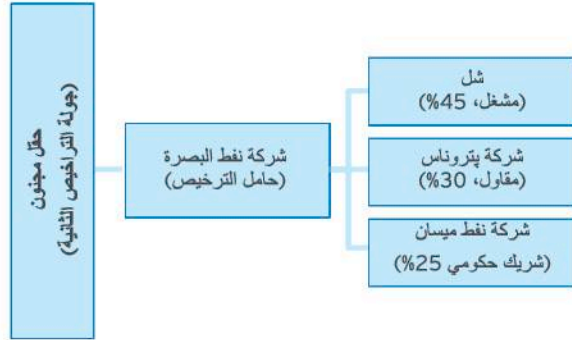 حقل مجنون
(جولة التراخيص الثانية)
شركة نفط البصرة
(حامل الترخيص)
شل
(مشغل، 45%)
شركة پتروناس
(مقاول، 30%)
شركة نفط ميسان
(شريك حكومي 25%)